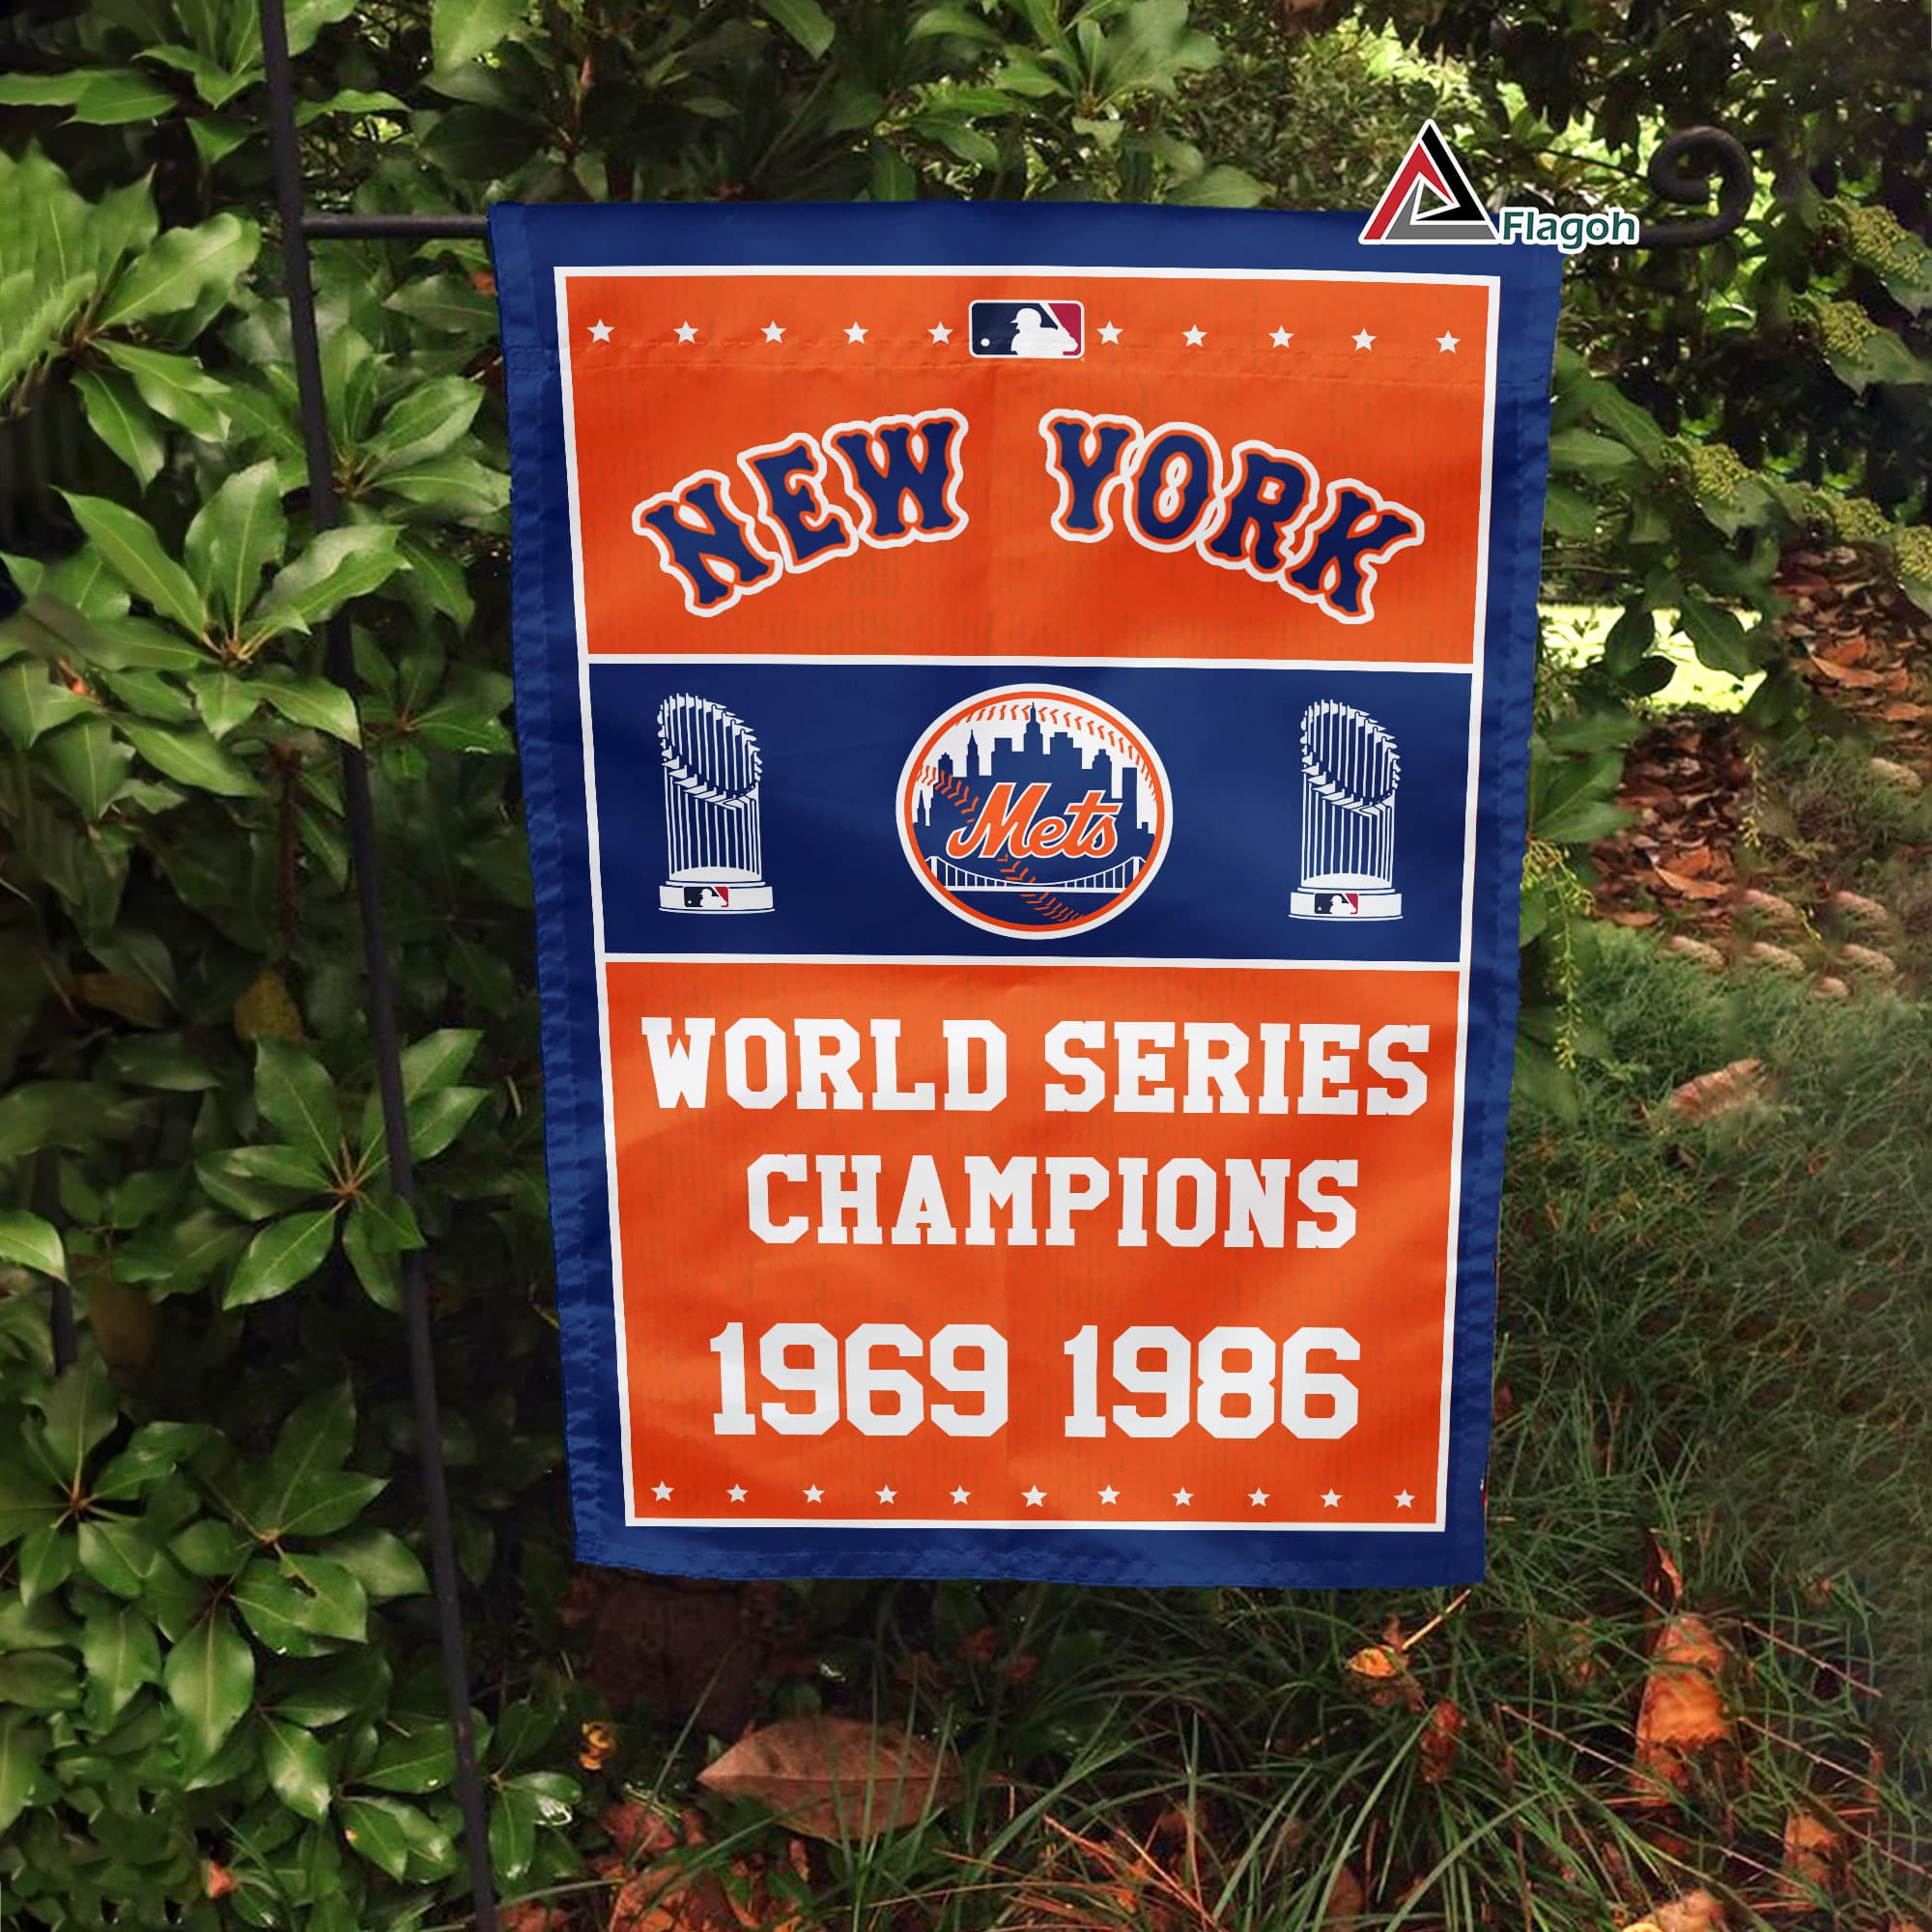 Flagoh
NEW YORK
Mets
WORLD SERIES
CHAMPIONS
1969 1986